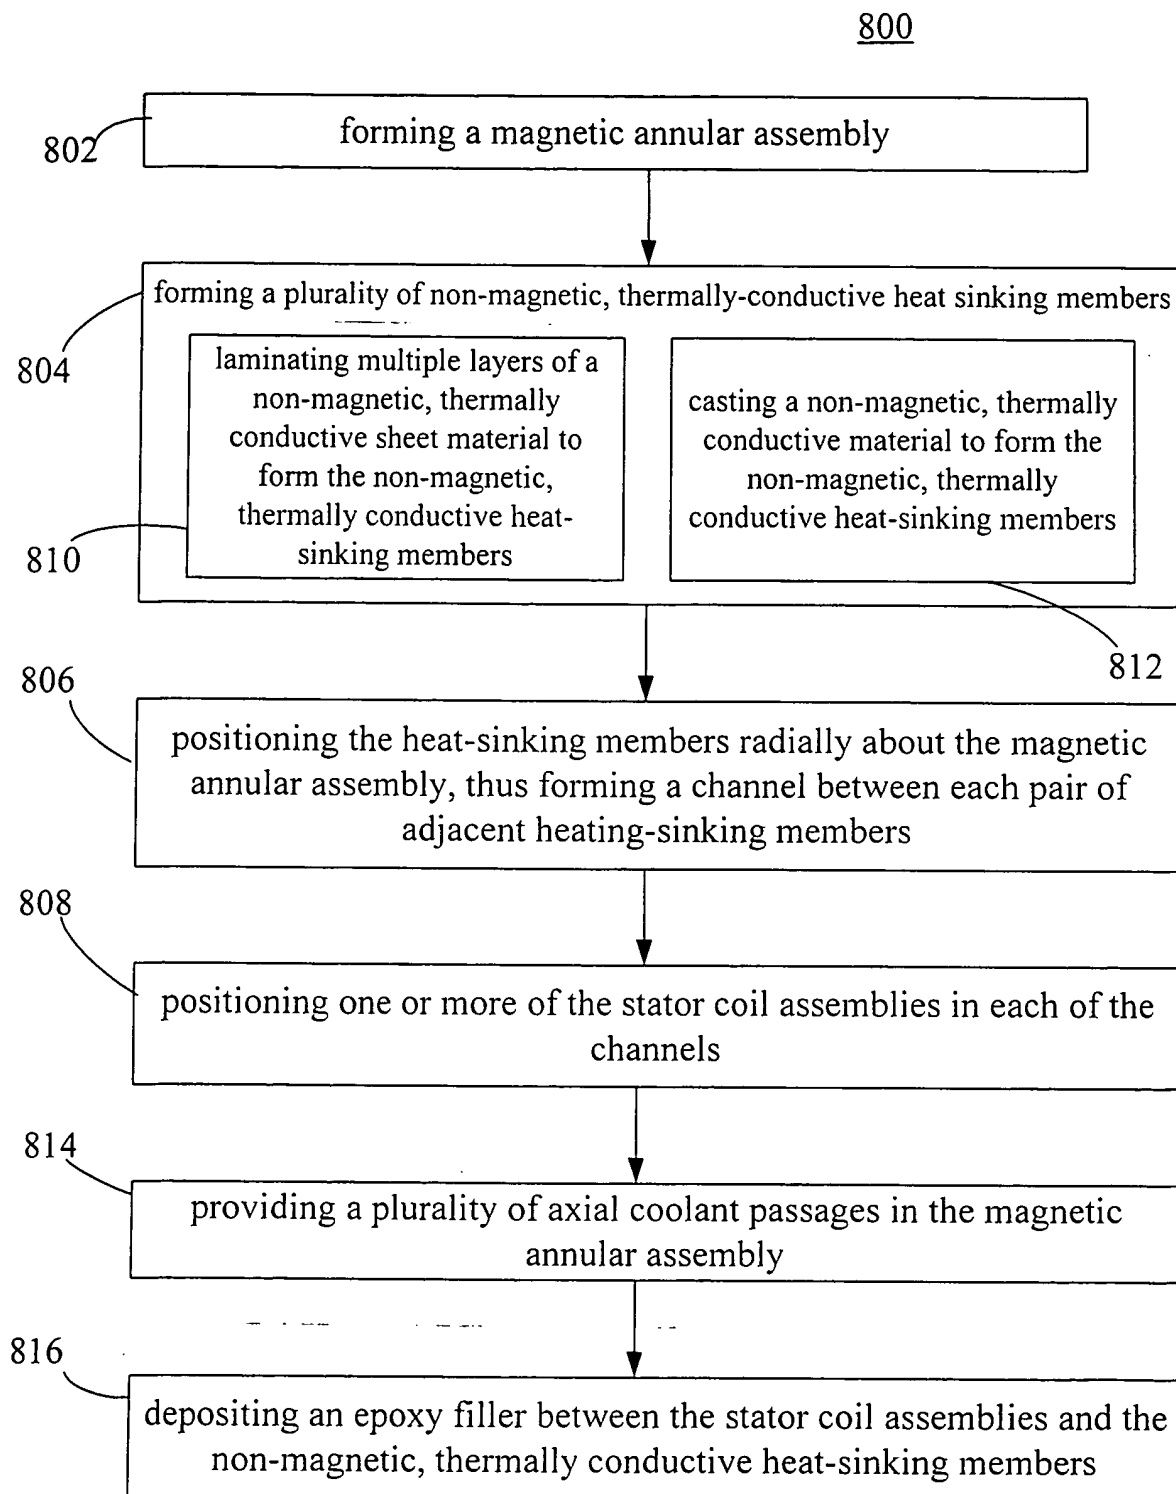 800
802
forming a magnetic annular assembly
804
forming a plurality of non-magnetic, thermally-conductive heat sinking members
810
laminating multiple layers of a
non-magnetic, thermally
conductive sheet material to
form the non-magnetic,
thermally conductive heat-
sinking members
casting a non-magnetic, thermally
conductive material to form the
non-magnetic, thermally
conductive heat-sinking members
812
806
positioning the heat-sinking members radially about the magnetic
annular assembly, thus forming a channel between each pair of
adjacent heating-sinking members
808
positioning one or more of the stator coil assemblies in each of the
channels
814
providing a plurality of axial coolant passages in the magnetic
annular assembly
816
depositing an epoxy filler between the stator coil assemblies and the
non-magnetic, thermally conductive heat-sinking members